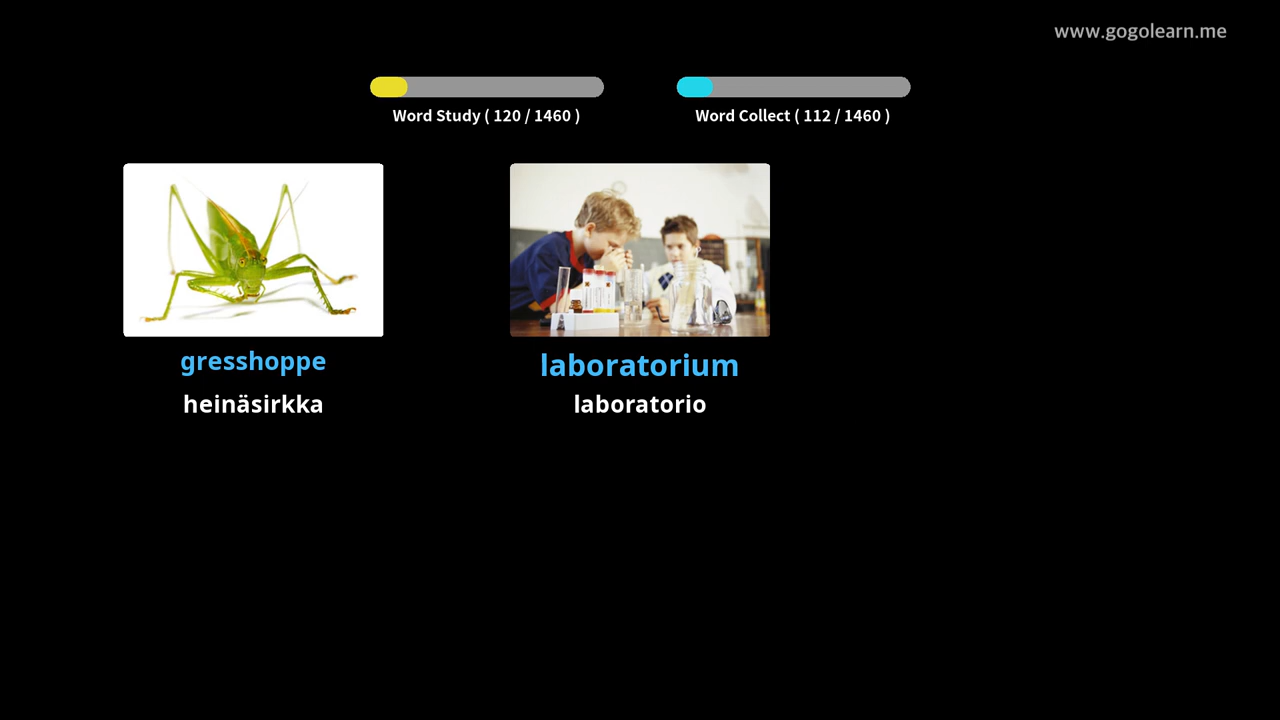 www.gogolearn.me
Word Study ( 120 / 1460 )
Word Collect ( 112 / 1460 )
gresshoppe
heinäsirkka
laboratorium
laboratorio